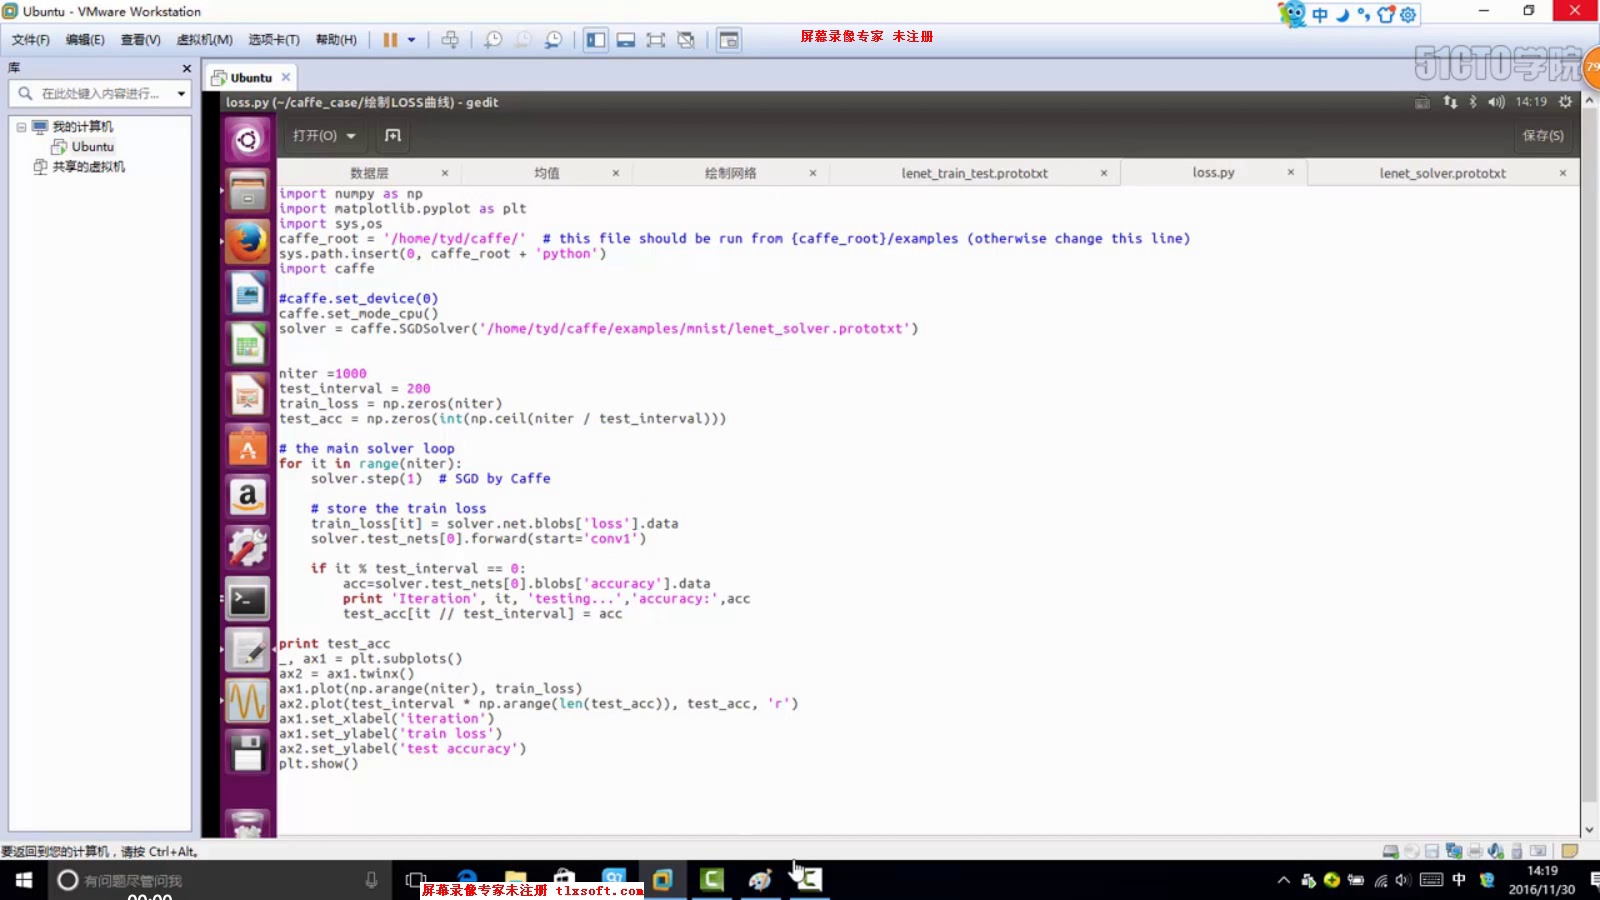 Ubuntu - VMware Workstation
中
文件(F) 编辑(E) 查看(V) 虚拟机(M) 选项卡(T) 帮助(H)
屏幕录像专家 未注册
51CTO学院
79
库
在此处键入内容进行...
我的计算机
Ubuntu
共享的虚拟机
Ubuntu
loss.py (~/caffe_case/绘制LOSS曲线) - gedit
14:19
打开(O)
保存(S)
数据层
均值
绘制网络
lenet_train_test.prototxt
loss.py
lenet_solver.prototxt
import numpy as np
import matplotlib.pyplot as plt
import sys,os
caffe_root = '/home/tyd/caffe/'  # this file should be run from {caffe_root}/examples (otherwise change this line)
sys.path.insert(0, caffe_root + 'python')
import caffe
#caffe.set_device(0)
caffe.set_mode_cpu()
solver = caffe.SGDSolver('/home/tyd/caffe/examples/mnist/lenet_solver.prototxt')
niter =1000
test_interval = 200
train_loss = np.zeros(niter)
test_acc = np.zeros(int(np.ceil(niter / test_interval)))
# the main solver loop
for it in range(niter):
    solver.step(1)  # SGD by Caffe
    # store the train loss
    train_loss[it] = solver.net.blobs['loss'].data
    solver.test_nets[0].forward(start='conv1')
    if it % test_interval == 0:
        acc=solver.test_nets[0].blobs['accuracy'].data
        print 'Iteration', it, 'testing...','accuracy:',acc
        test_acc[it // test_interval] = acc
print test_acc
_, ax1 = plt.subplots()
ax2 = ax1.twinx()
ax1.plot(np.arange(niter), train_loss)
ax2.plot(test_interval * np.arange(len(test_acc)), test_acc, 'r')
ax1.set_xlabel('iteration')
ax1.set_ylabel('train loss')
ax2.set_ylabel('test accuracy')
plt.show()
要返回到您的计算机，请按 Ctrl+Alt。
有问题尽管问我
屏幕录像专家未注册 tlxsoft.com
中
14:19
2016/11/30